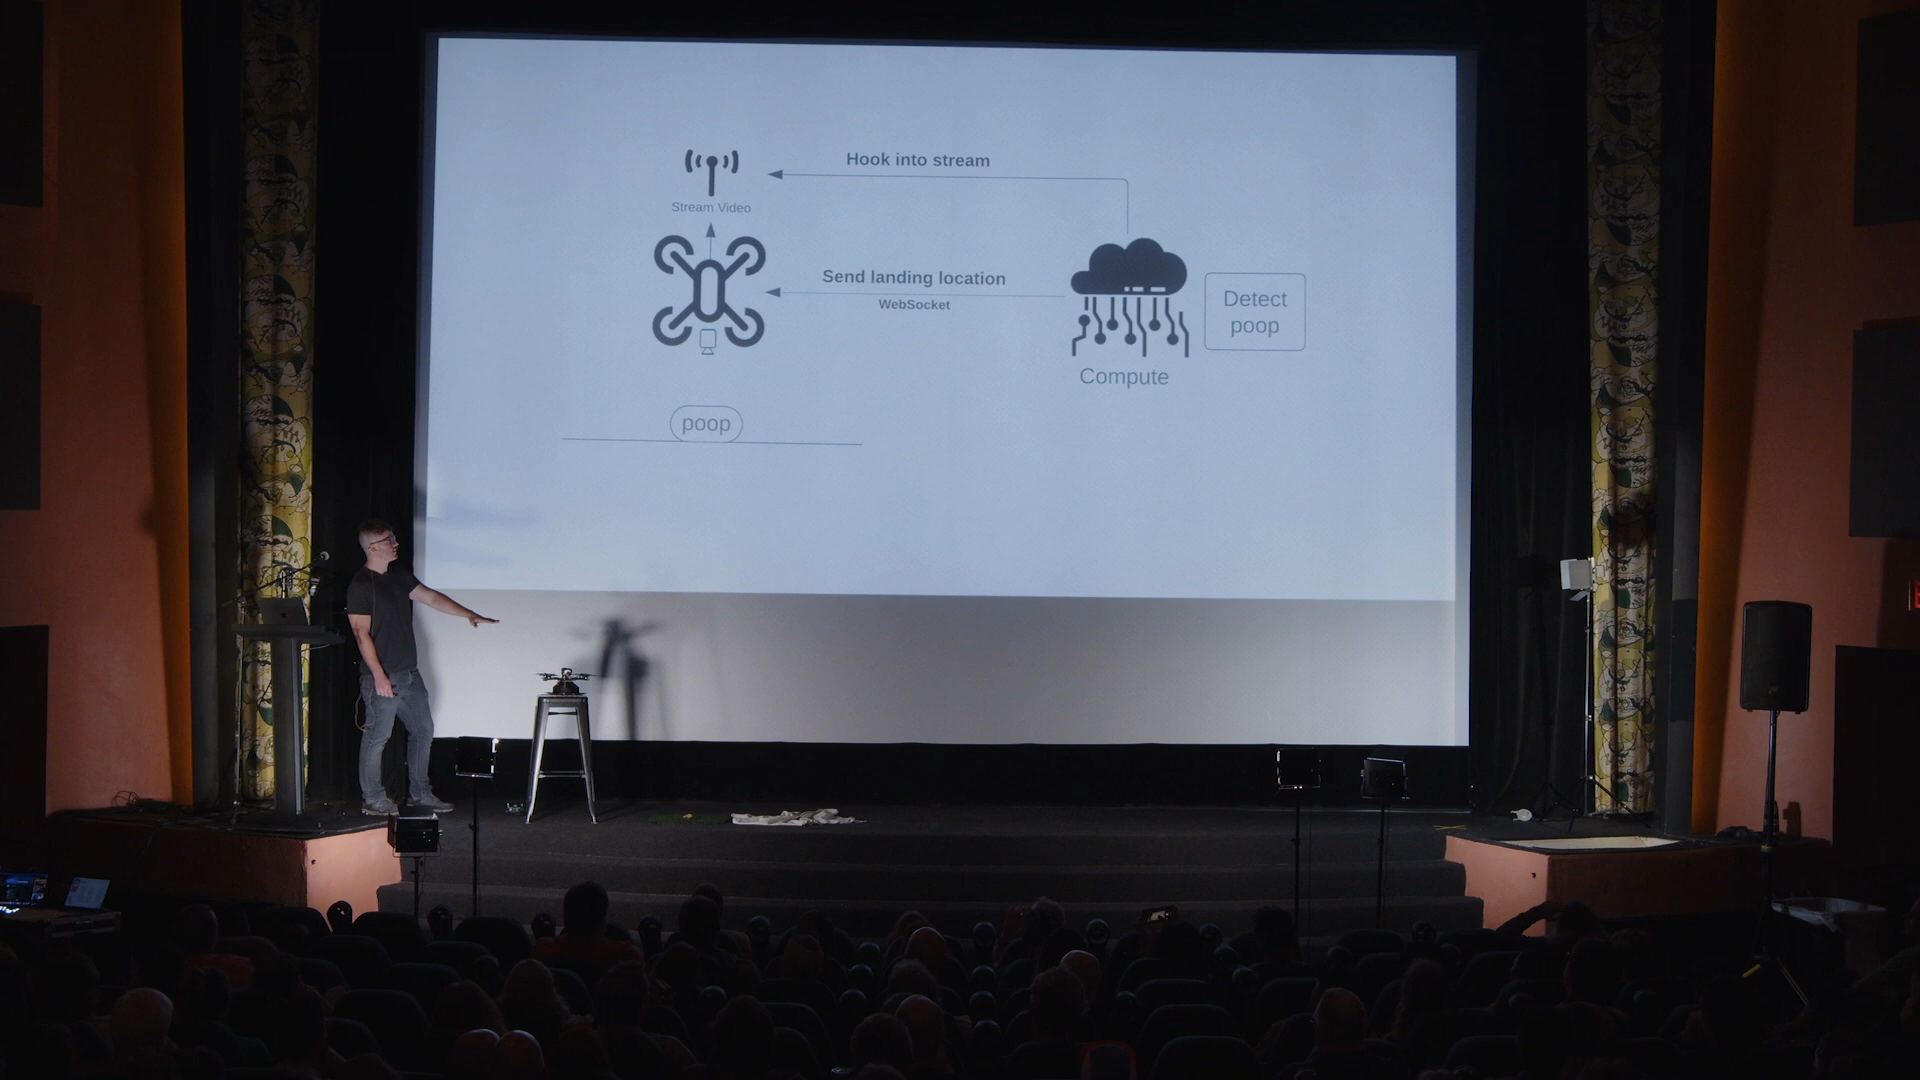 Hook into stream
Stream Video
Send landing location
WebSocket
Detect
poop
Compute
poop